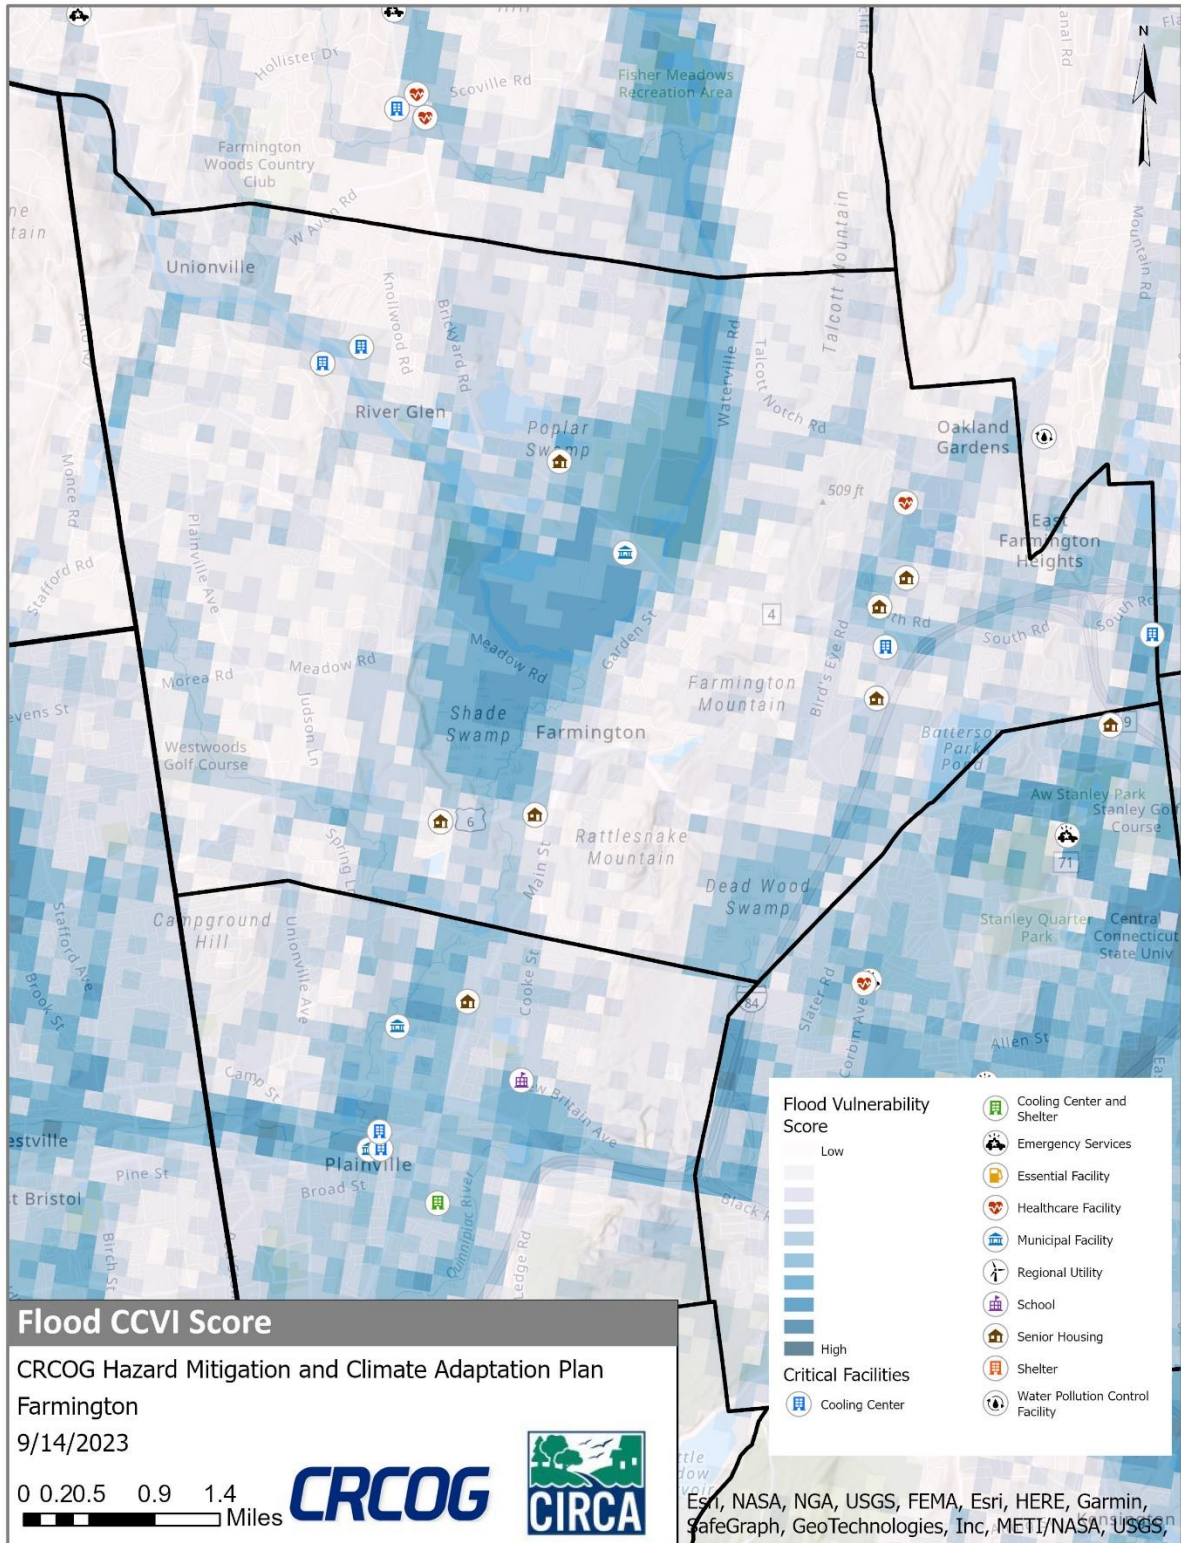 N
Hollister Dr
Scoville Rd
Fisher Meadows
Recreation Area
Farmington
Woods Country
Club
W Avon Rd
Unionville
Knollwood Rd
Brickyard Rd
Waterville Rd
Talcott Mountain
Talcott Notch Rd
Mountain Rd
River Glen
Poplar
Swamp
Oakland
Gardens
509 ft
East
Farmington
Heights
Monce Rd
Stafford Rd
Plainville Ave
4
South Rd
South Rd
Garden St
Bird's Eye Rd
Meadow Rd
Meadow Rd
Morea Rd
Judson Ln
Farmington
Mountain
Shade
Swamp
Farmington
Westwoods
Golf Course
Park
Pond
9
Aw Stanley Park
Stanley Golf
Course
6
71
Spring Ln
Main St
Rattlesnake
Mountain
Dead Wood
Swamp
Stanley Quarter
Park
Central
Connecticut
State Univ
Campground
Hill
Stafford Ave
Brook St
Unionville Ave
Cooke St
84
Slater Rd
Corbin Ave
Allen St
Camp St
Pine St
Plainville
Broad St
Birch St
Quinnipiac River
Ledge Rd
Flood Vulnerability
Score
Low
High
Critical Facilities
Cooling Center
Cooling Center and
Shelter
Emergency Services
Essential Facility
Healthcare Facility
Municipal Facility
Regional Utility
School
Senior Housing
Shelter
Water Pollution Control
Facility
Flood CCVI Score
CRCOG Hazard Mitigation and Climate Adaptation Plan
Farmington
9/14/2023
0 0.20.5 0.9 1.4
Miles
CRCOG
CIRCA
Kensington
Esri, NASA, NGA, USGS, FEMA, Esri, HERE, Garmin,
SafeGraph, GeoTechnologies, Inc, METI/NASA, USGS,